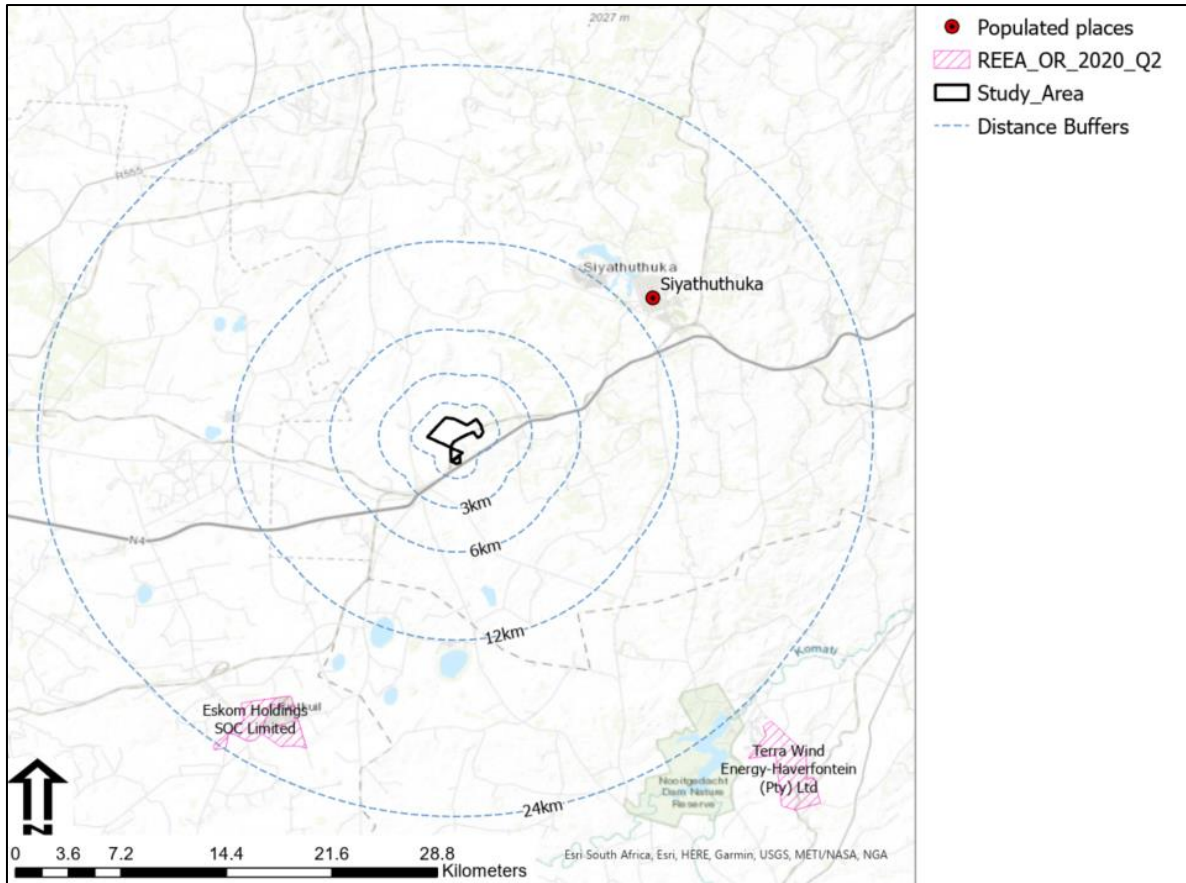 2027 m
Populated places
REEA_OR_2020_Q2
Study_Area
Distance Buffers
R555
Siyathuthuka
Siyathuthuka
3km
N4
6km
12km
Komati
Eskom Holdings
SOC Limited
Terra Wind
Energy-Haverfontein
(Pty) Ltd
Nooitgedacht
Dam Nature
Reserve
24km
N
0 3.6 7.2 14.4 21.6 28.8
Kilometers
Esri South Africa, Esri, HERE, Garmin, USGS, METI/NASA, NGA